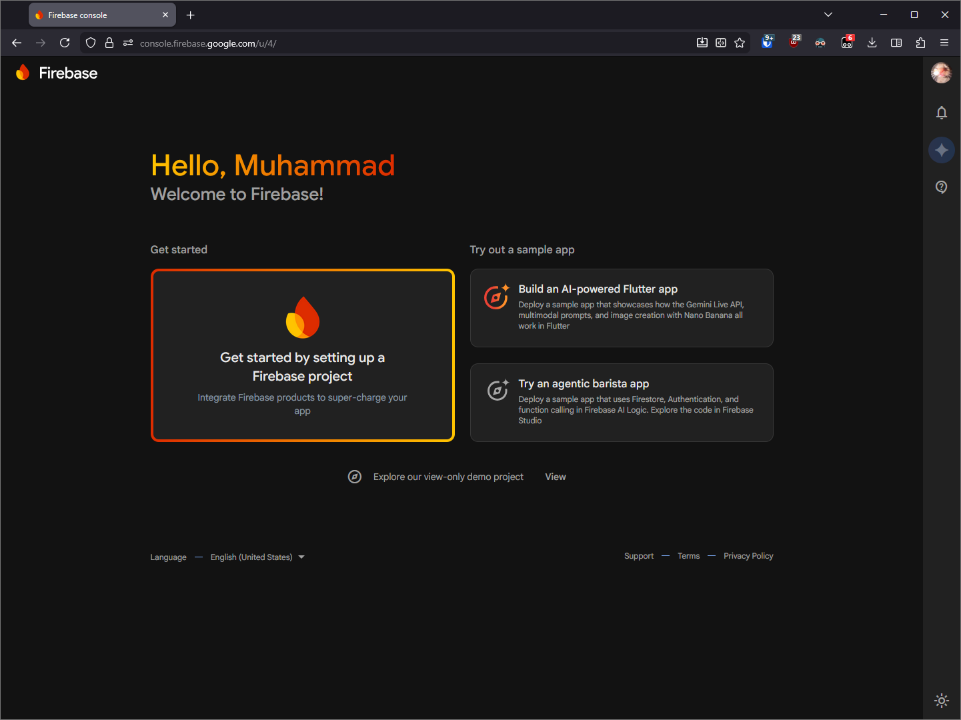 Firebase console
console.firebase.google.com/u/4/
9+
23
6
Firebase
Hello, Muhammad
Welcome to Firebase!
Get started
Try out a sample app
Get started by setting up a
Firebase project
Integrate Firebase products to super-charge your
app
Build an AI-powered Flutter app
Deploy a sample app that showcases how the Gemini Live API,
multimodal prompts, and image creation with Nano Banana all
work in Flutter
Try an agentic barista app
Deploy a sample app that uses Firestore, Authentication, and
function calling in Firebase AI Logic. Explore the code in Firebase
Studio
Explore our view-only demo project View
Language — English (United States)
Support — Terms — Privacy Policy